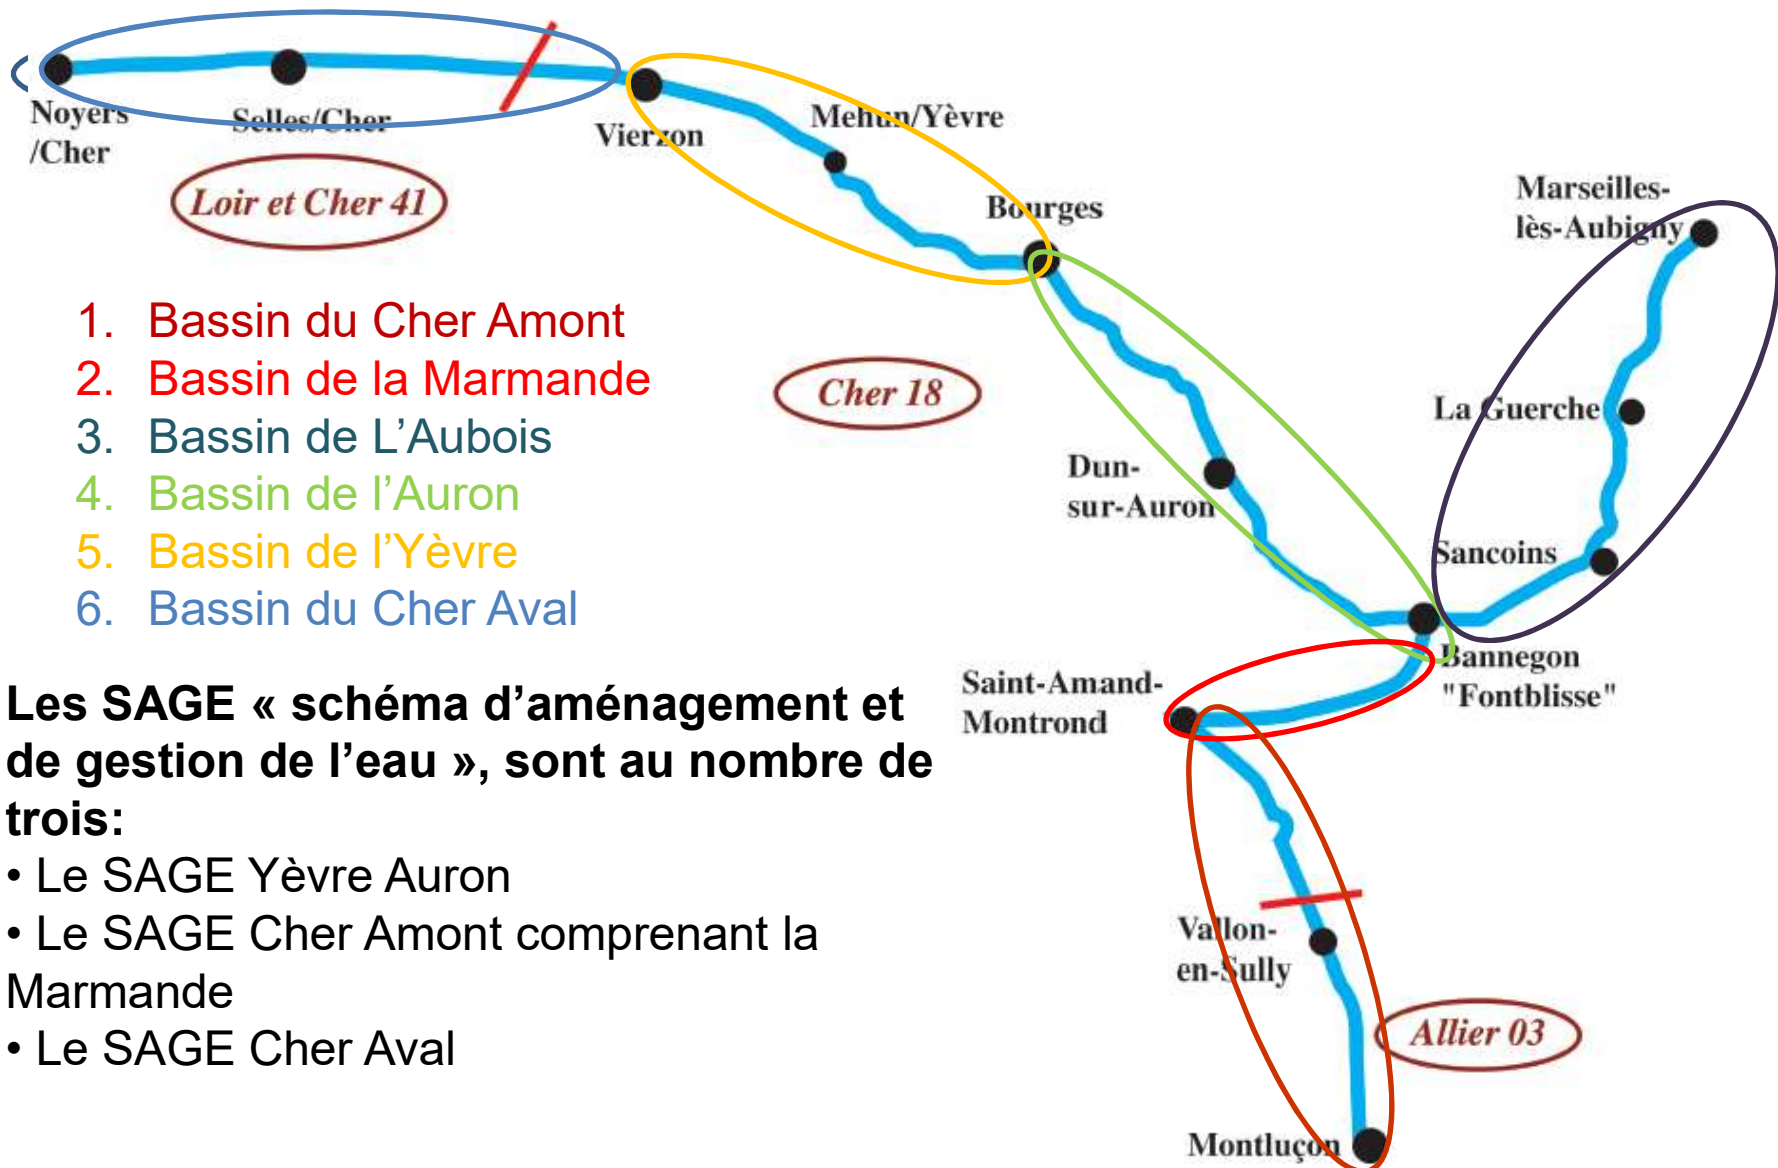 Noyers
/Cher
Selles/Cher
Vierzon
Mehun/Yèvre
Bourges
Marseilles-
lès-Aubigny
Loir et Cher 41
1. Bassin du Cher Amont
2. Bassin de la Marmande
3. Bassin de L’Aubois
4. Bassin de l’Auron
5. Bassin de l’Yèvre
6. Bassin du Cher Aval
Cher 18
La Guerche
Dun-
sur-Auron
Sancoins
Bannegon
"Fontblisse"
Saint-Amand-
Montrond
Les SAGE « schéma d’aménagement et
de gestion de l’eau », sont au nombre de
trois:
• Le SAGE Yèvre Auron
• Le SAGE Cher Amont comprenant la
Marmande
• Le SAGE Cher Aval
Vallon-
en-Sully
Allier 03
Montluçon